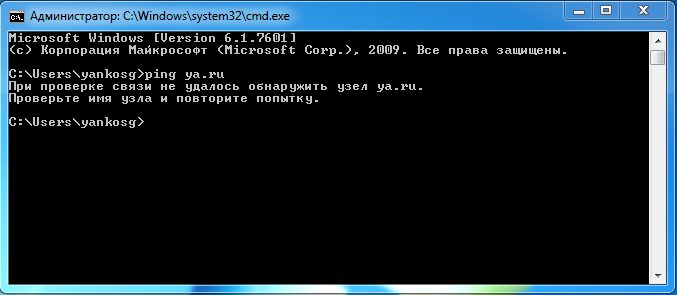 Администратор: C:\Windows\system32\cmd.exe
Microsoft Windows [Version 6.1.7601]
(c) Корпорация Майкрософт (Microsoft Corp.), 2009. Все права защищены.
C:\Users\yankosg>ping ya.ru
При проверке связи не удалось обнаружить узел ya.ru.
Проверьте имя узла и повторите попытку.
C:\Users\yankosg>